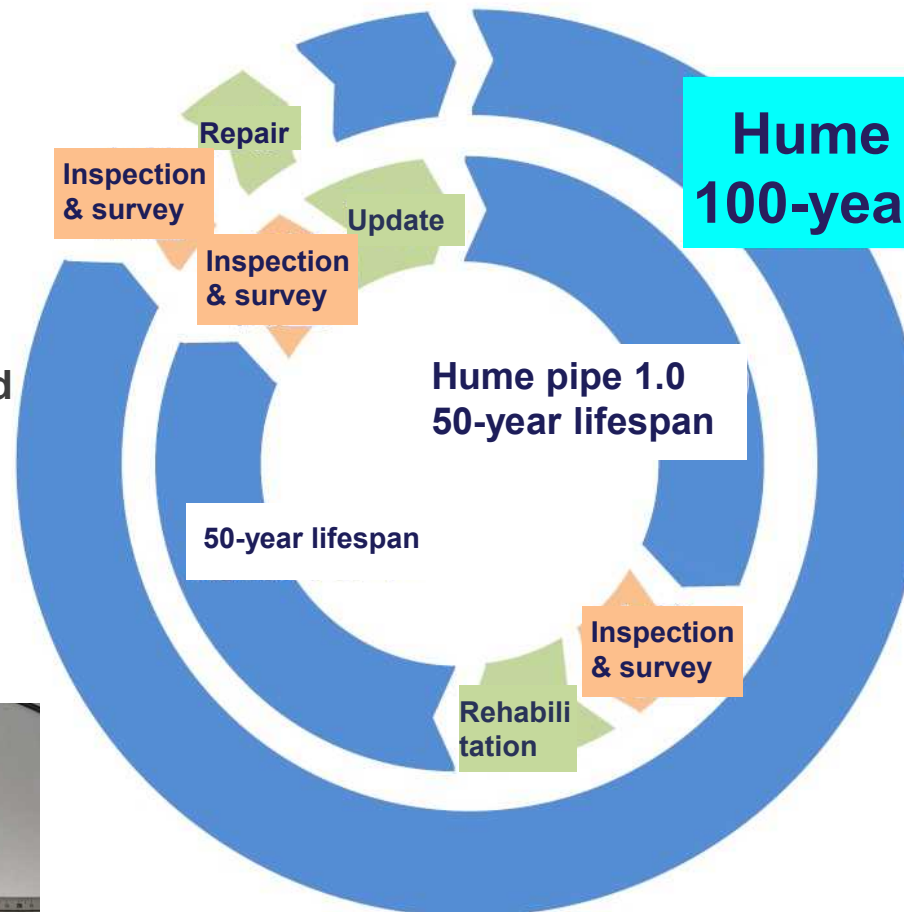 Hume
100-yea
Repair
Inspection
& survey
Update
Inspection
& survey
Hume pipe 1.0
50-year lifespan
50-year lifespan
Inspection
& survey
Rehabili
tation